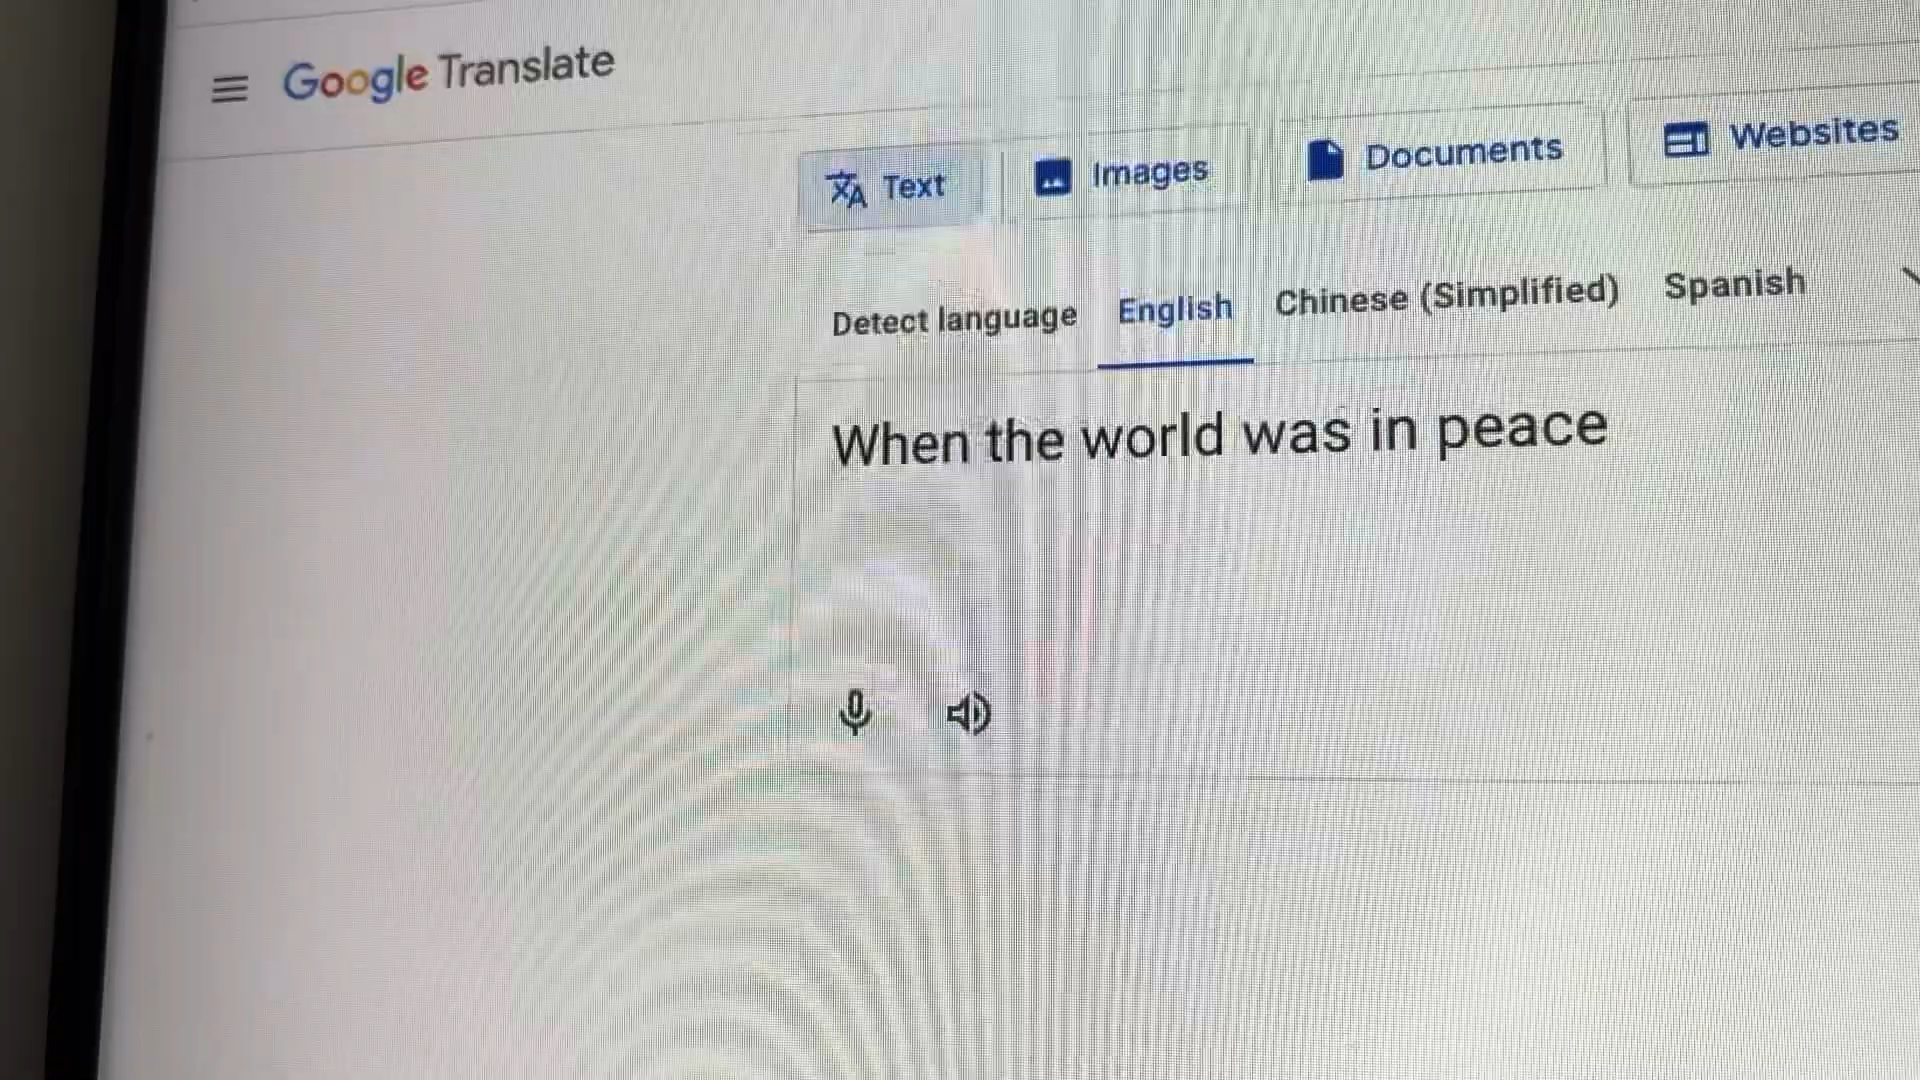 Google Translate
Text
Images
Documents
Websites
Detect language
English
Chinese (Simplified)
Spanish
When the world was in peace